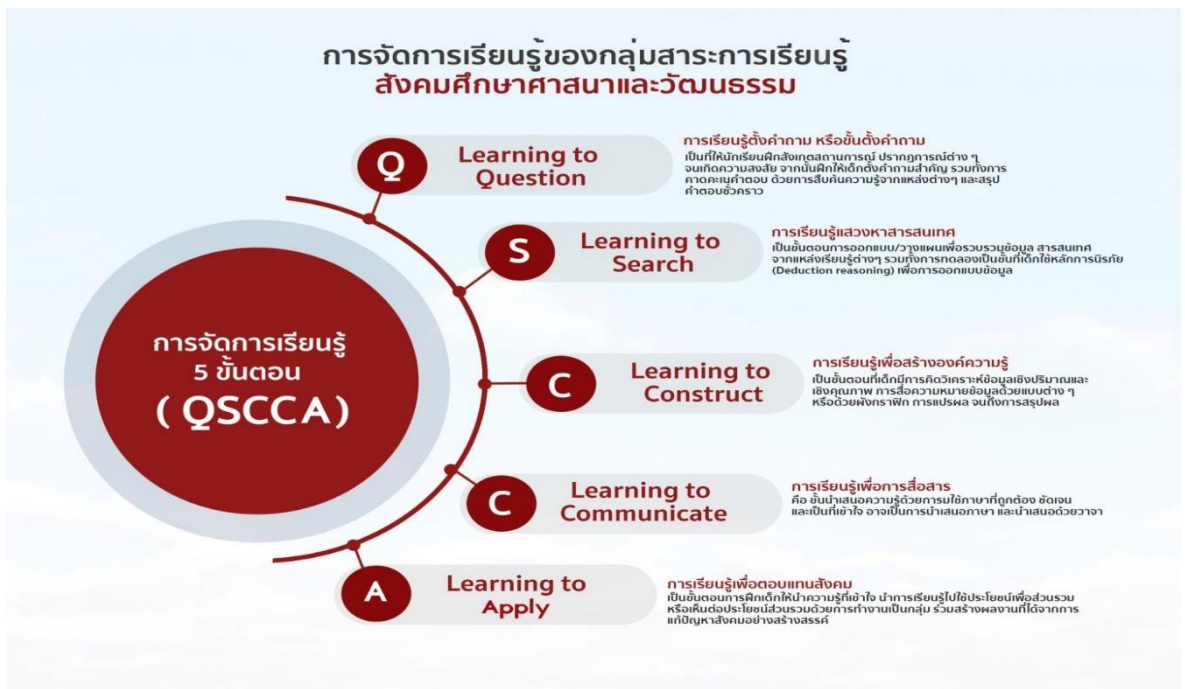 การจัดการเรียนรู้ของกลุ่มสาระการเรียนรู้
สังคมศึกษาศาสนาและวัฒนธรรม
การจัดการเรียนรู้
5 ขั้นตอน
( QSCCA)
Q
Learning to
Question
การเรียนรู้ตั้งคำถาม หรือขั้นตั้งคำถาม
เป็นที่ให้นักเรียนฝึกสังเกตสถานการณ์ ปรากฏการณ์ต่าง ๆ
จนเกิดความสงสัย จากนั้นฝึกให้เด็กตั้งคำถามสำคัญ รวมทั้งการ
คาดคะเนคำตอบ ด้วยการสืบค้นความรู้จากแหล่งต่างๆ และสรุป
คำตอบชั่วคราว
S
Learning to
Search
การเรียนรู้แสวงหาสารสนเทศ
เป็นขั้นตอนการออกแบบ/วางแผนเพื่อรวบรวมข้อมูล สารสนเทศ
จากแหล่งเรียนรู้ต่างๆ รวมทั้งการทดลองเป็นขั้นที่เด็กใช้หลักการนิรภัย
(Deduction reasoning) เพื่อการออกแบบข้อมูล
C
Learning to
Construct
การเรียนรู้เพื่อสร้างองค์ความรู้
เป็นขั้นตอนที่เด็กมีการคิดวิเคราะห์ข้อมูลเชิงปริมาณและ
เชิงคุณภาพ การสื่อความหมายข้อมูลด้วยแบบต่าง ๆ
หรือด้วยผังกราฟิก การแปรผล จนถึงการสรุปผล
C
Learning to
Communicate
การเรียนรู้เพื่อการสื่อสาร
คือ ขั้นนำเสนอความรู้ด้วยการมใช้ภาษาที่ถูกต้อง ชัดเจน
และเป็นที่เข้าใจ อาจเป็นการนำเสนอภาษา และนำเสนอด้วยวาจา
A
Learning to
Apply
การเรียนรู้เพื่อตอบแทนสังคม
เป็นขั้นตอนการฝึกเด็กให้นำความรู้ที่เข้าใจ นำการเรียนรู้ไปใช้ประโยชน์เพื่อส่วนรวม
หรือเห็นต่อประโยชน์ส่วนรวมด้วยการทำงานเป็นกลุ่ม ร่วมสร้างผลงานที่ได้จากการ
แก้ปัญหาสังคมอย่างสร้างสรรค์